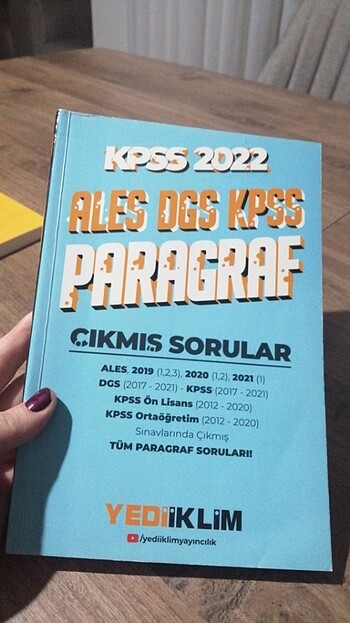 KPSS 2022
ALES DGS KPSS
PARAGRAF
ÇIKMIŞ SORULAR
ALES, 2019 (1,2,3), 2020 (1,2), 2021 (1)
DGS (2017 - 2021) - KPSS (2017 - 2021)
KPSS Ön Lisans (2012 - 2020)
KPSS Ortaöğretim (2012 - 2020)
Sınavlarında Çıkmış
TÜM PARAGRAF SORULARI!
YEDİİKLİM
/yediiklimyayıncılık